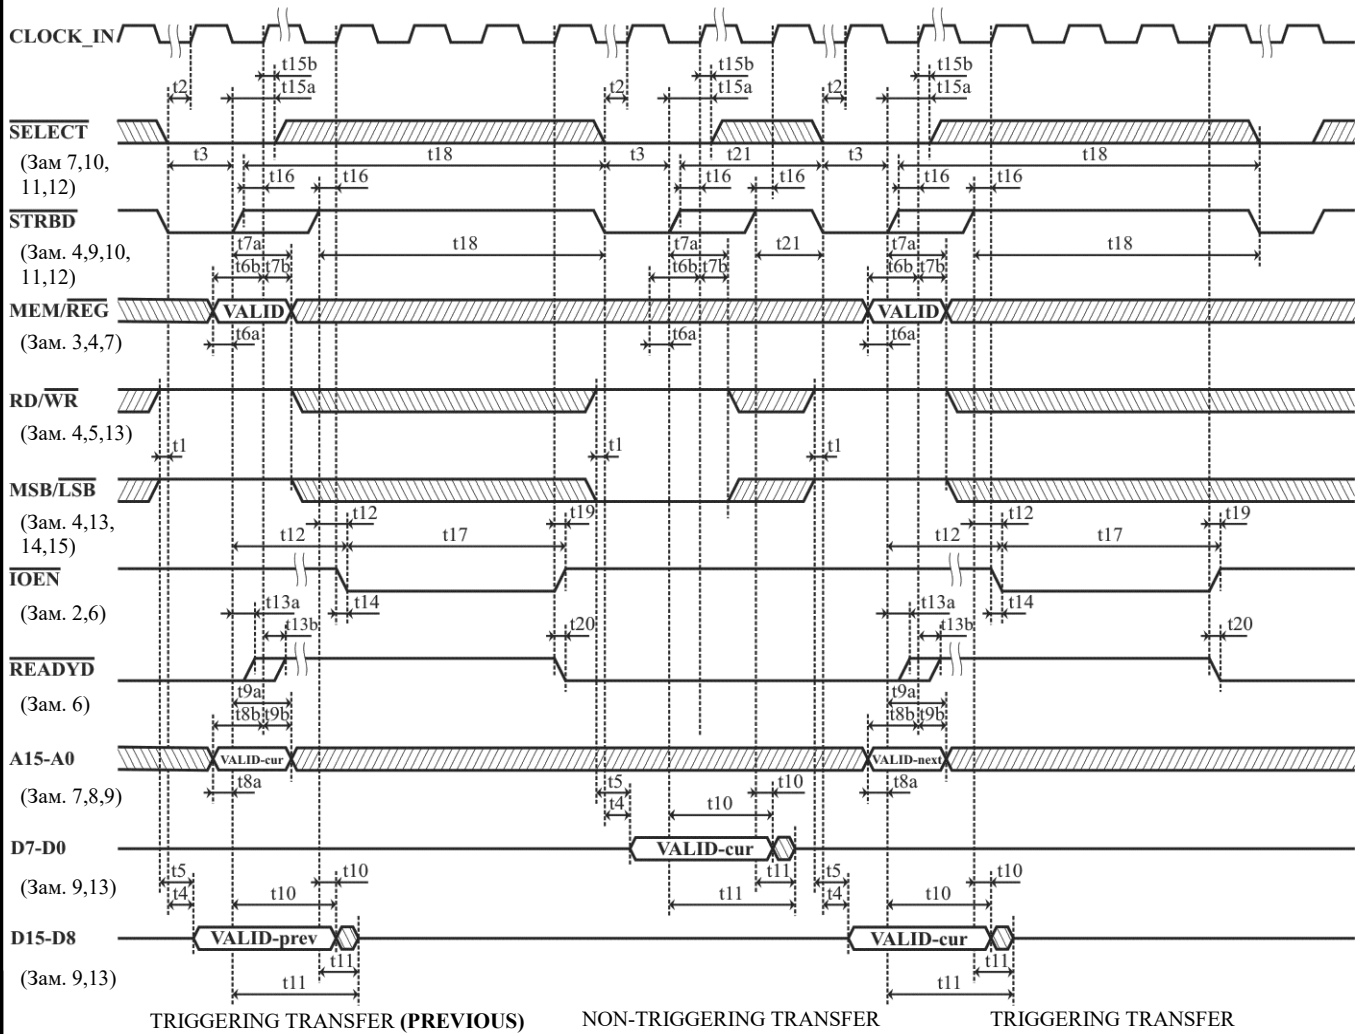 CLOCK_IN
t15b t15b t15b
t2 t15a t2 t15a t2 t15a
SELECT
(Зам 7,10,
11,12)
t3 t18 t3 t21 t3 t18
t16 t16 t16 t16 t16 t16
STRBD
(Зам. 4,9,10,
11,12)
t7a t18 t7a t21 t7a t18
t6b t7b t6b t7b t6b t7b
MEM/REG VALID VALID
(Зам. 3,4,7)
t6a t6a t6a
RD/WR
(Зам. 4,5,13)
t1 t1 t1
MSB/LSB
(Зам. 4,13,
14,15)
t12 t19 t12 t19
t12 t17 t12 t17
IOEN
(Зам. 2,6)
t13a t14 t13a t14
t13b t20 t13b t20
READYD
(Зам. 6)
t9a t9a
t8b t9b t8b t9b
A15-A0 VALID-cur VALID-next
(Зам. 7,8,9)
t8a t5 t10 t8a
t4 t10
D7-D0 VALID-cur
(Зам. 9,13)
t5 t10 t11 t5 t10
t4 t10 t11 t4 t10
D15-D8 VALID-prev VALID-cur
(Зам. 9,13)
t11 t11
t11 t11
TRIGGERING TRANSFER (PREVIOUS) NON-TRIGGERING TRANSFER TRIGGERING TRANSFER